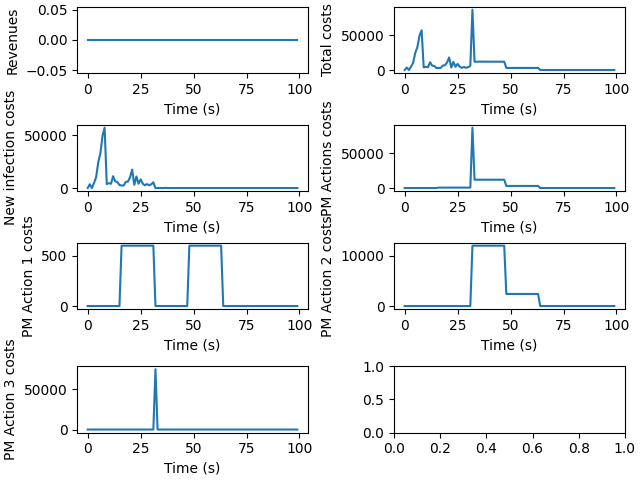 Revenues
0.05
0.00
−0.05
0 25 50 75 100
Time (s)
Total costs
50000
0
0 25 50 75 100
Time (s)
New infection costs
50000
0
0 25 50 75 100
Time (s)
PM Actions costs
50000
0
0 25 50 75 100
Time (s)
PM Action 1 costs
500
0
0 25 50 75 100
Time (s)
PM Action 2 costs
10000
0
0 25 50 75 100
Time (s)
PM Action 3 costs
50000
0
0 25 50 75 100
Time (s)
1.0
0.5
0.0
0.0 0.2 0.4 0.6 0.8 1.0